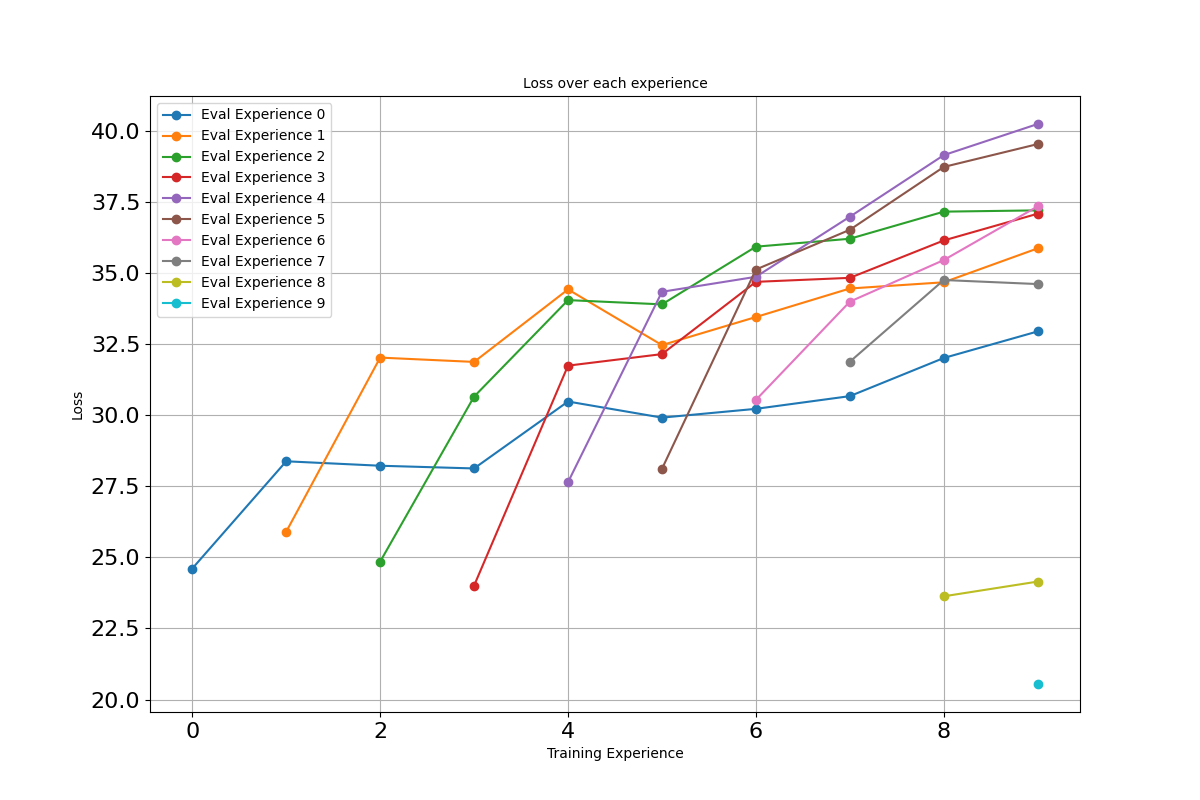 Loss over each experience
Eval Experience 0
Eval Experience 1
Eval Experience 2
Eval Experience 3
Eval Experience 4
Eval Experience 5
Eval Experience 6
Eval Experience 7
Eval Experience 8
Eval Experience 9
40.0
37.5
35.0
32.5
30.0
27.5
25.0
22.5
20.0
Loss
0 2 4 6 8
Training Experience